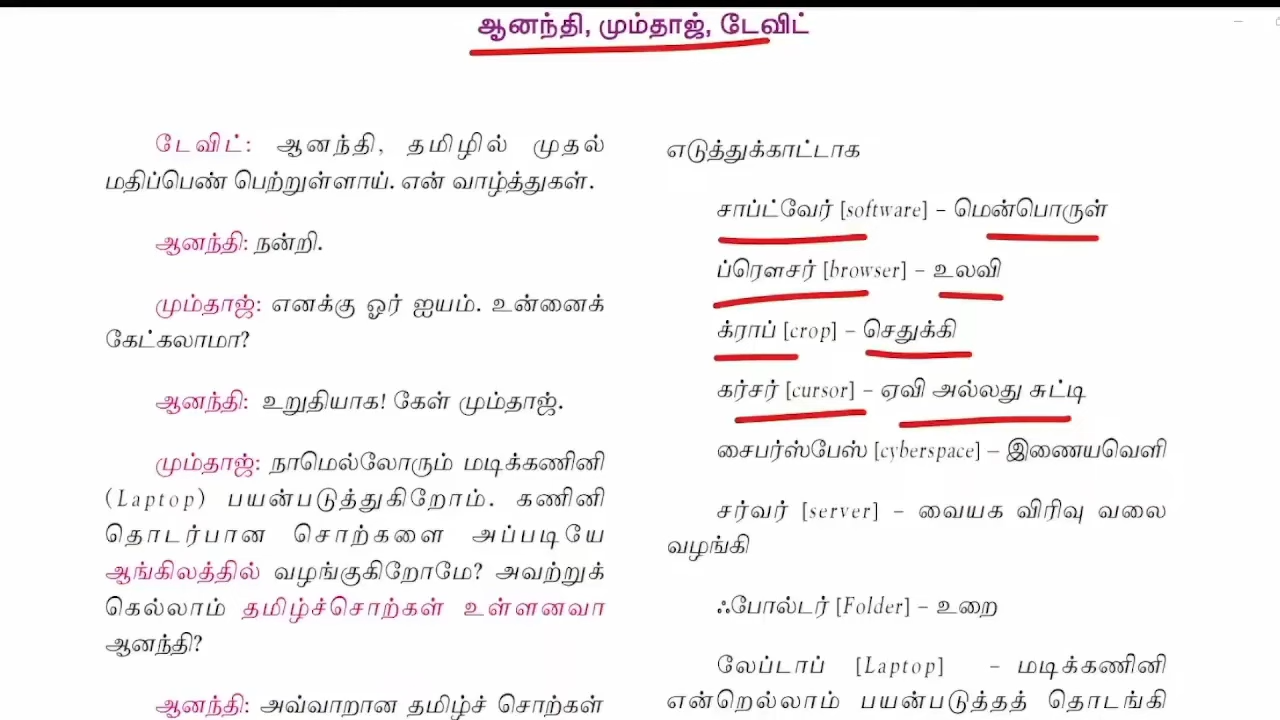 ஆனந்தி, மும்தாஜ், டேவிட்
டேவிட்: ஆனந்தி, தமிழில் முதல்
மதிப்பெண் பெற்றுள்ளாய். என் வாழ்த்துகள்.
ஆனந்தி: நன்றி.
மும்தாஜ்: எனக்கு ஓர் ஐயம். உன்னைக்
கேட்கலாமா?
ஆனந்தி: உறுதியாக! கேள் மும்தாஜ்.
மும்தாஜ்: நாமெல்லோரும் மடிக்கணினி
(Laptop) பயன்படுத்துகிறோம். கணினி
தொடர்பான சொற்களை அப்படியே
ஆங்கிலத்தில் வழங்குகிறோமே? அவற்றுக்
கெல்லாம் தமிழ்ச்சொற்கள் உள்ளனவா
ஆனந்தி?
ஆனந்தி: அவ்வாறான தமிழ்ச் சொற்கள்
எடுத்துக்காட்டாக
சாப்ட்வேர் [software] – மென்பொருள்
ப்ரௌசர் [browser] – உலவி
க்ராப் [crop] – செதுக்கி
கர்சர் [cursor] – ஏவி அல்லது சுட்டி
சைபர்ஸ்பேஸ் [cyberspace] – இணையவெளி
சர்வர் [server] – வையக விரிவு வலை
வழங்கி
ஃபோல்டர் [Folder] – உறை
லேப்டாப் [Laptop] – மடிக்கணினி
என்றெல்லாம் பயன்படுத்தத் தொடங்கி